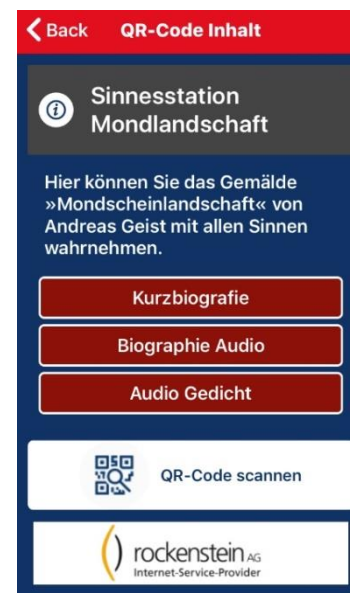 Back QR-Code Inhalt
Sinnesstation
Mondlandschaft
Hier können Sie das Gemälde
»Mondscheinlandschaft« von
Andreas Geist mit allen Sinnen
wahrnehmen.
Kurzbiografie
Biographie Audio
Audio Gedicht
QR-Code scannen
rockenstein AG
Internet-Service-Provider